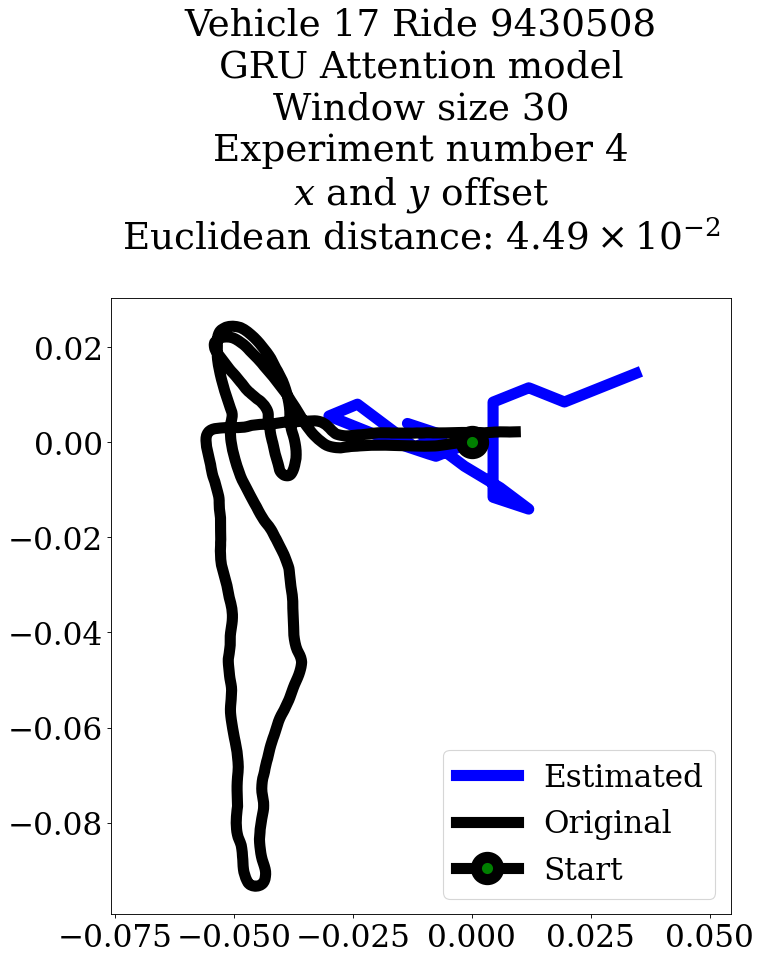 Vehicle 17 Ride 9430508
GRU Attention model
Window size 30
Experiment number 4
x and y offset
Euclidean distance: 4.49 × 10⁻²
0.02
0.00
−0.02
−0.04
−0.06
−0.08
Estimated
Original
Start
−0.075 −0.050 −0.025 0.000 0.025 0.050